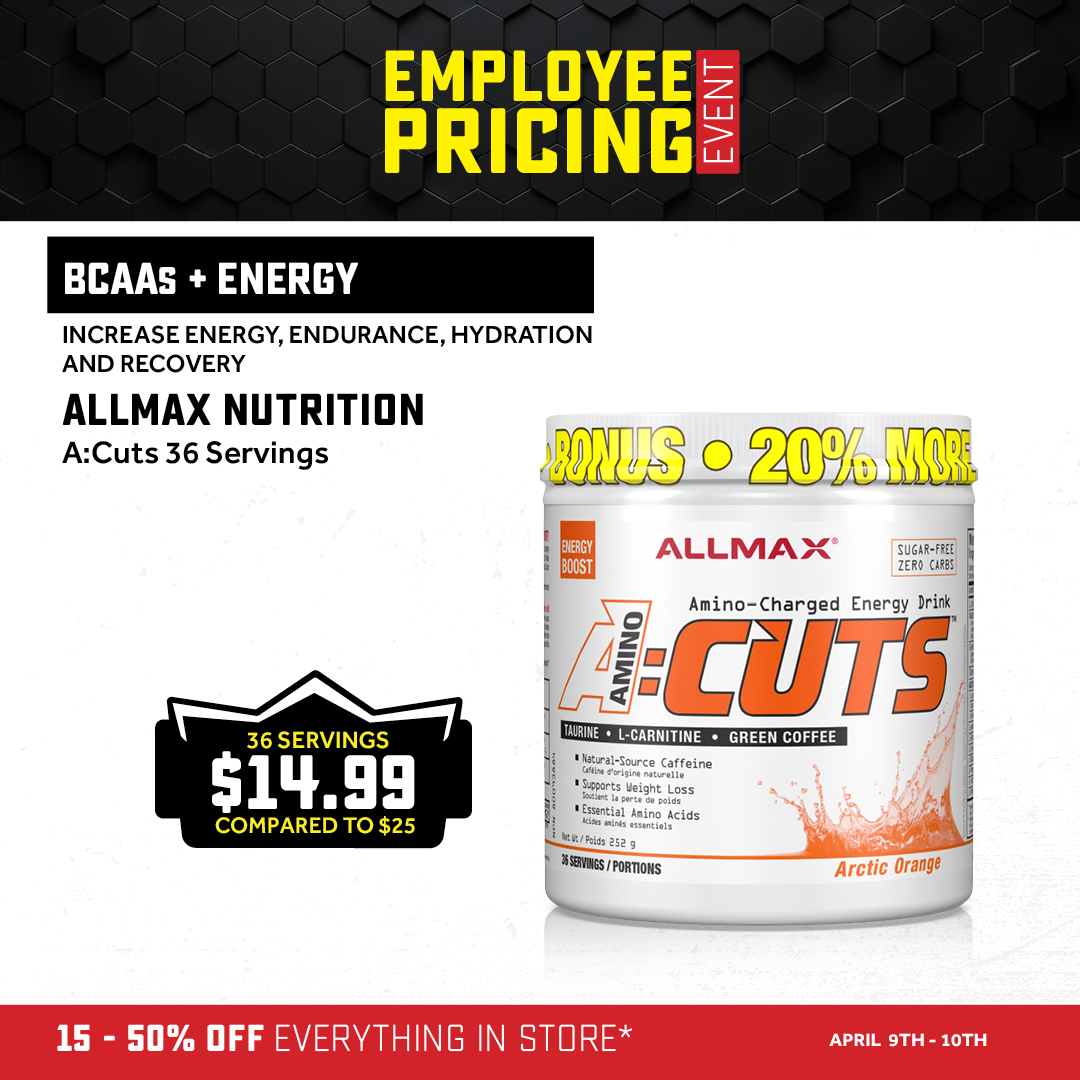 EMPLOYEE
PRICING
EVENT
BCAAs + ENERGY
INCREASE ENERGY, ENDURANCE, HYDRATION
AND RECOVERY
ALLMAX NUTRITION
A:Cuts 36 Servings
BONUS • 20% MORE
ENERGY
BOOST
ALLMAX®
SUGAR-FREE
ZERO CARBS
Amino-Charged Energy Drink
A:CUTS™
AMINO
TAURINE • L-CARNITINE • GREEN COFFEE
▪ Natural-Source Caffeine
Caféine d'origine naturelle
▪ Supports Weight Loss
Soutient la perte de poids
▪ Essential Amino Acids
Acides aminés essentiels
Net Wt / Poids 252 g
36 SERVINGS / PORTIONS
Arctic Orange
36 SERVINGS
$14.99
COMPARED TO $25
15 - 50% OFF EVERYTHING IN STORE*
APRIL 9TH - 10TH